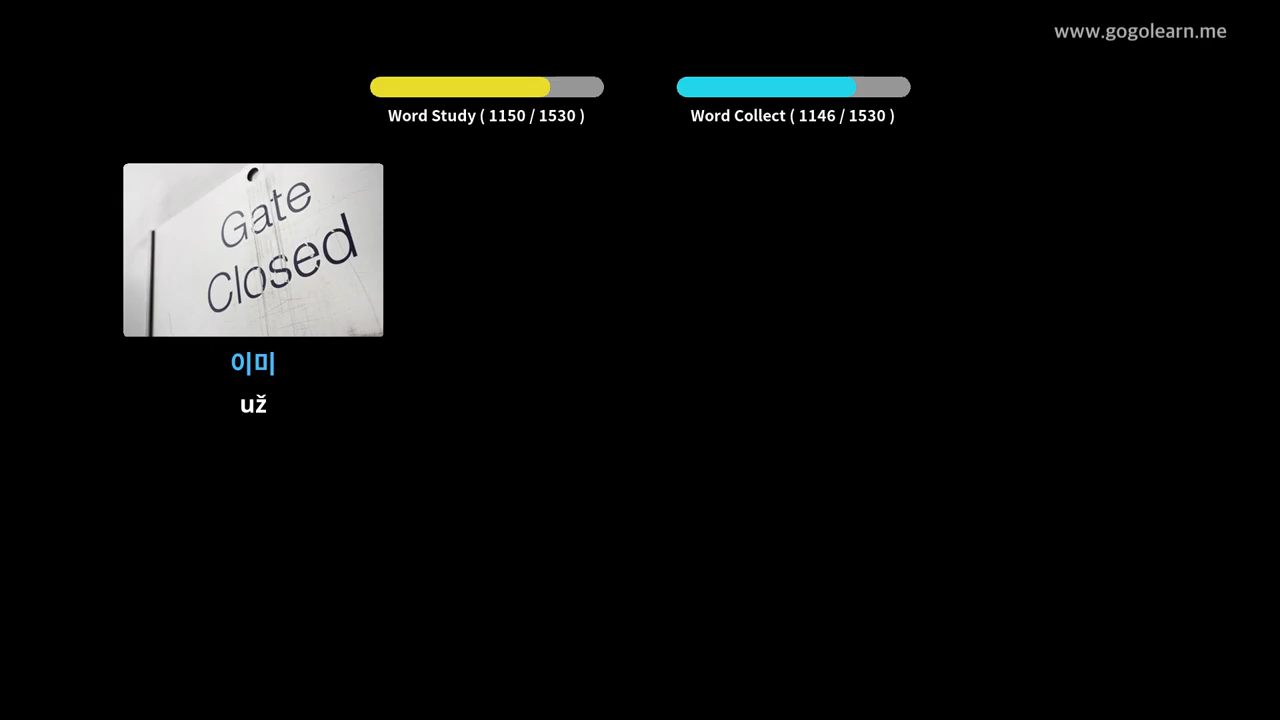 www.gogolearn.me
Word Study ( 1150 / 1530 )
Word Collect ( 1146 / 1530 )
Gate
Closed
이미
už